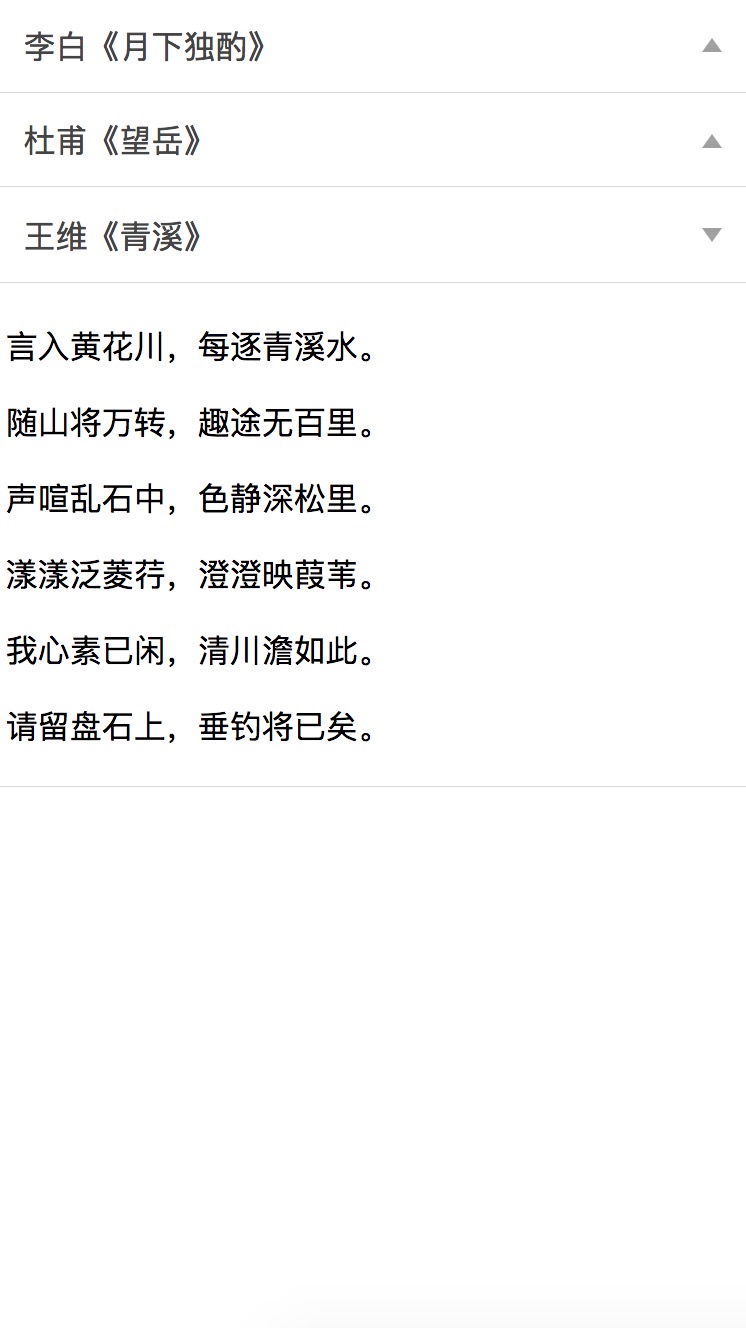 李白《月下独酌》
杜甫《望岳》
王维《青溪》
言入黄花川，每逐青溪水。
随山将万转，趣途无百里。
声喧乱石中，色静深松里。
漾漾泛菱荇，澄澄映葭苇。
我心素已闲，清川澹如此。
请留盘石上，垂钓将已矣。